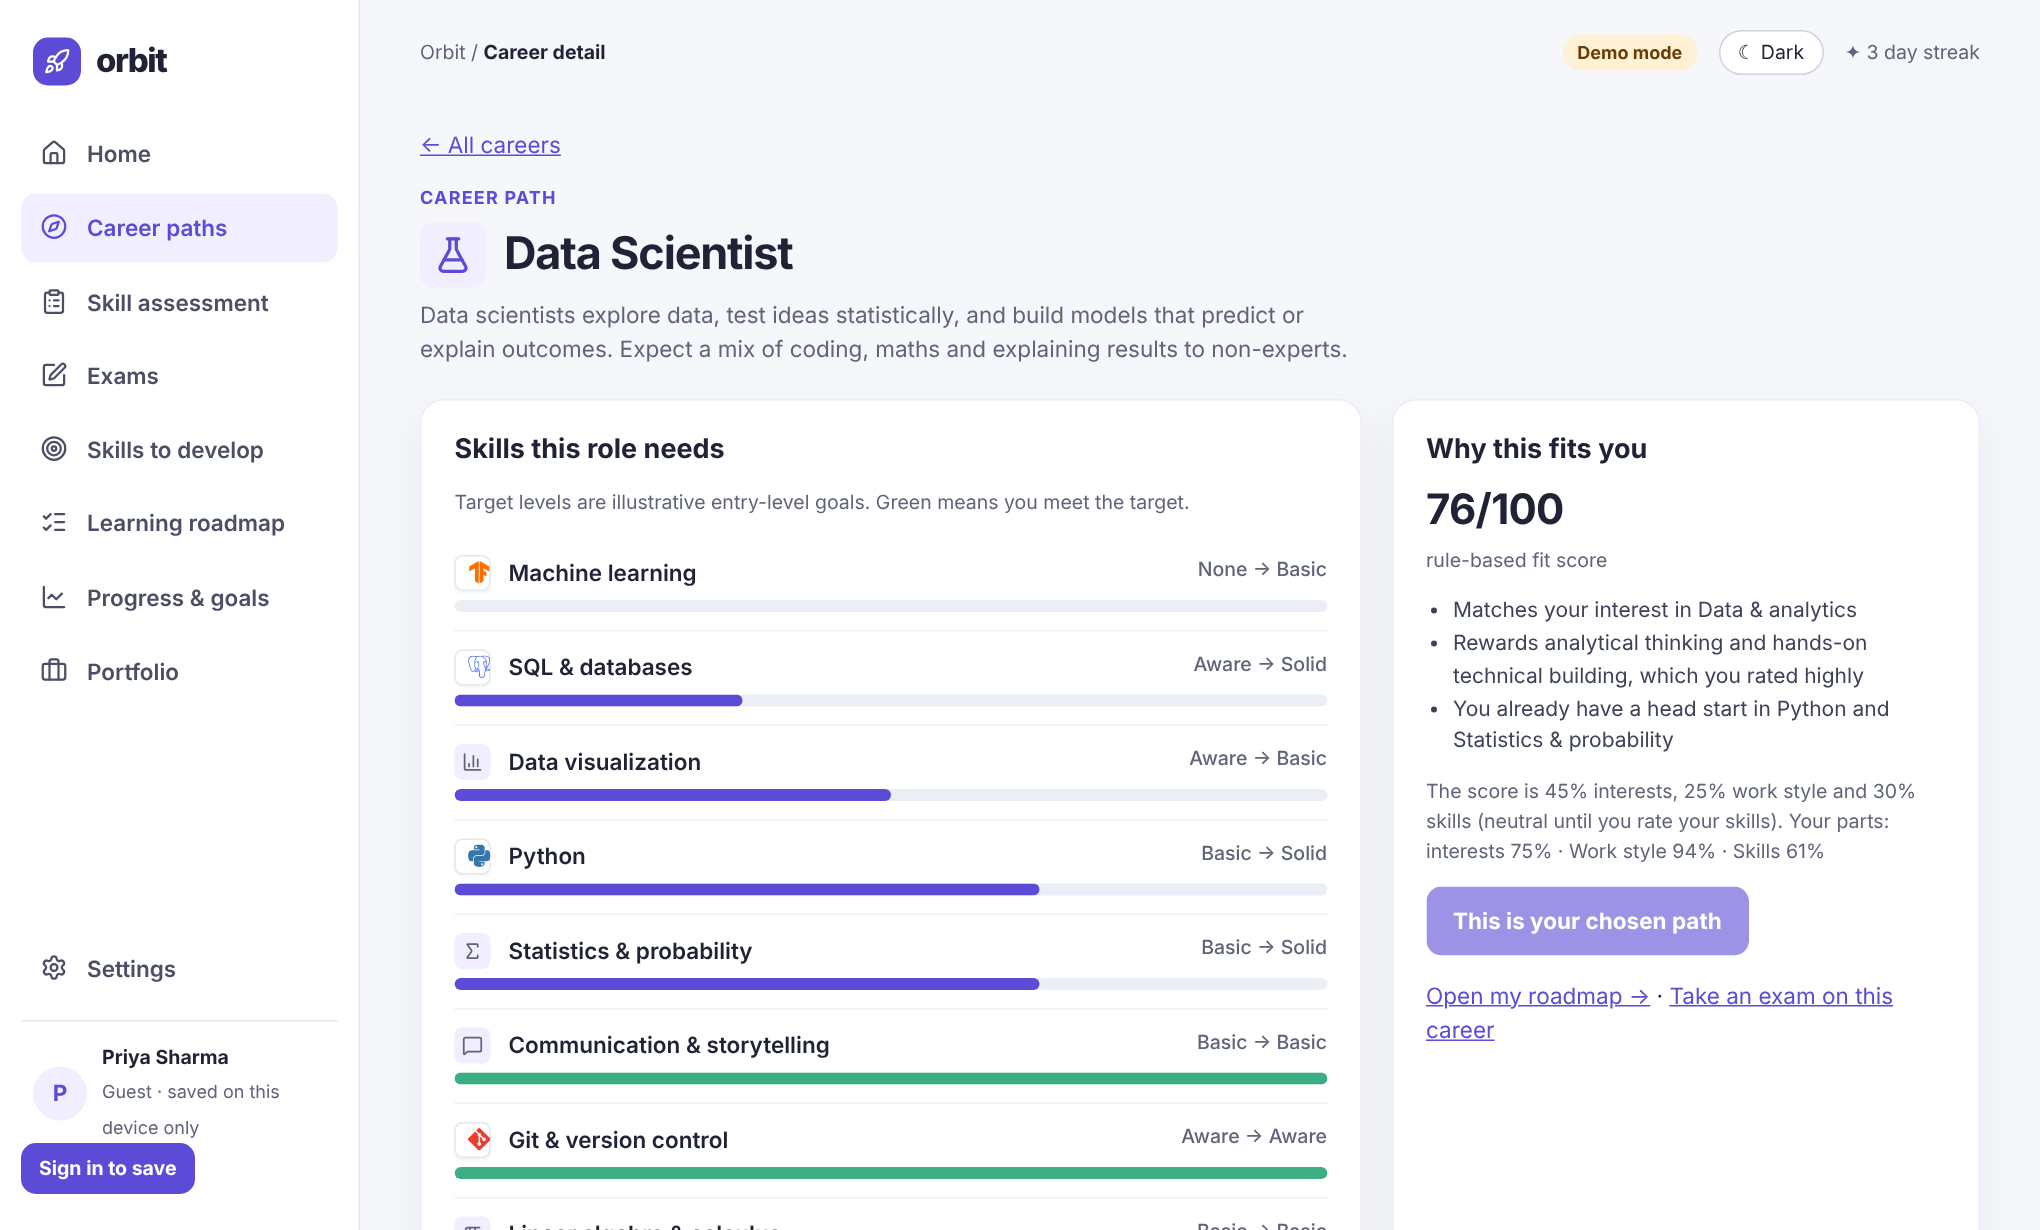 orbit
Home
Career paths
Skill assessment
Exams
Skills to develop
Learning roadmap
Progress & goals
Portfolio
Settings
P
Priya Sharma
Guest · saved on this
device only
Sign in to save
Orbit / Career detail
Demo mode
☾ Dark
✦ 3 day streak
← All careers
CAREER PATH
Data Scientist
Data scientists explore data, test ideas statistically, and build models that predict or
explain outcomes. Expect a mix of coding, maths and explaining results to non-experts.
Skills this role needs
Target levels are illustrative entry-level goals. Green means you meet the target.
Machine learning
None → Basic
SQL & databases
Aware → Solid
Data visualization
Aware → Basic
Python
Basic → Solid
Σ
Statistics & probability
Basic → Solid
Communication & storytelling
Basic → Basic
Git & version control
Aware → Aware
Linear algebra & calculus
Basic → Basic
Why this fits you
76/100
rule-based fit score
• Matches your interest in Data & analytics
• Rewards analytical thinking and hands-on
technical building, which you rated highly
• You already have a head start in Python and
Statistics & probability
The score is 45% interests, 25% work style and 30%
skills (neutral until you rate your skills). Your parts:
interests 75% · Work style 94% · Skills 61%
This is your chosen path
Open my roadmap → · Take an exam on this
career